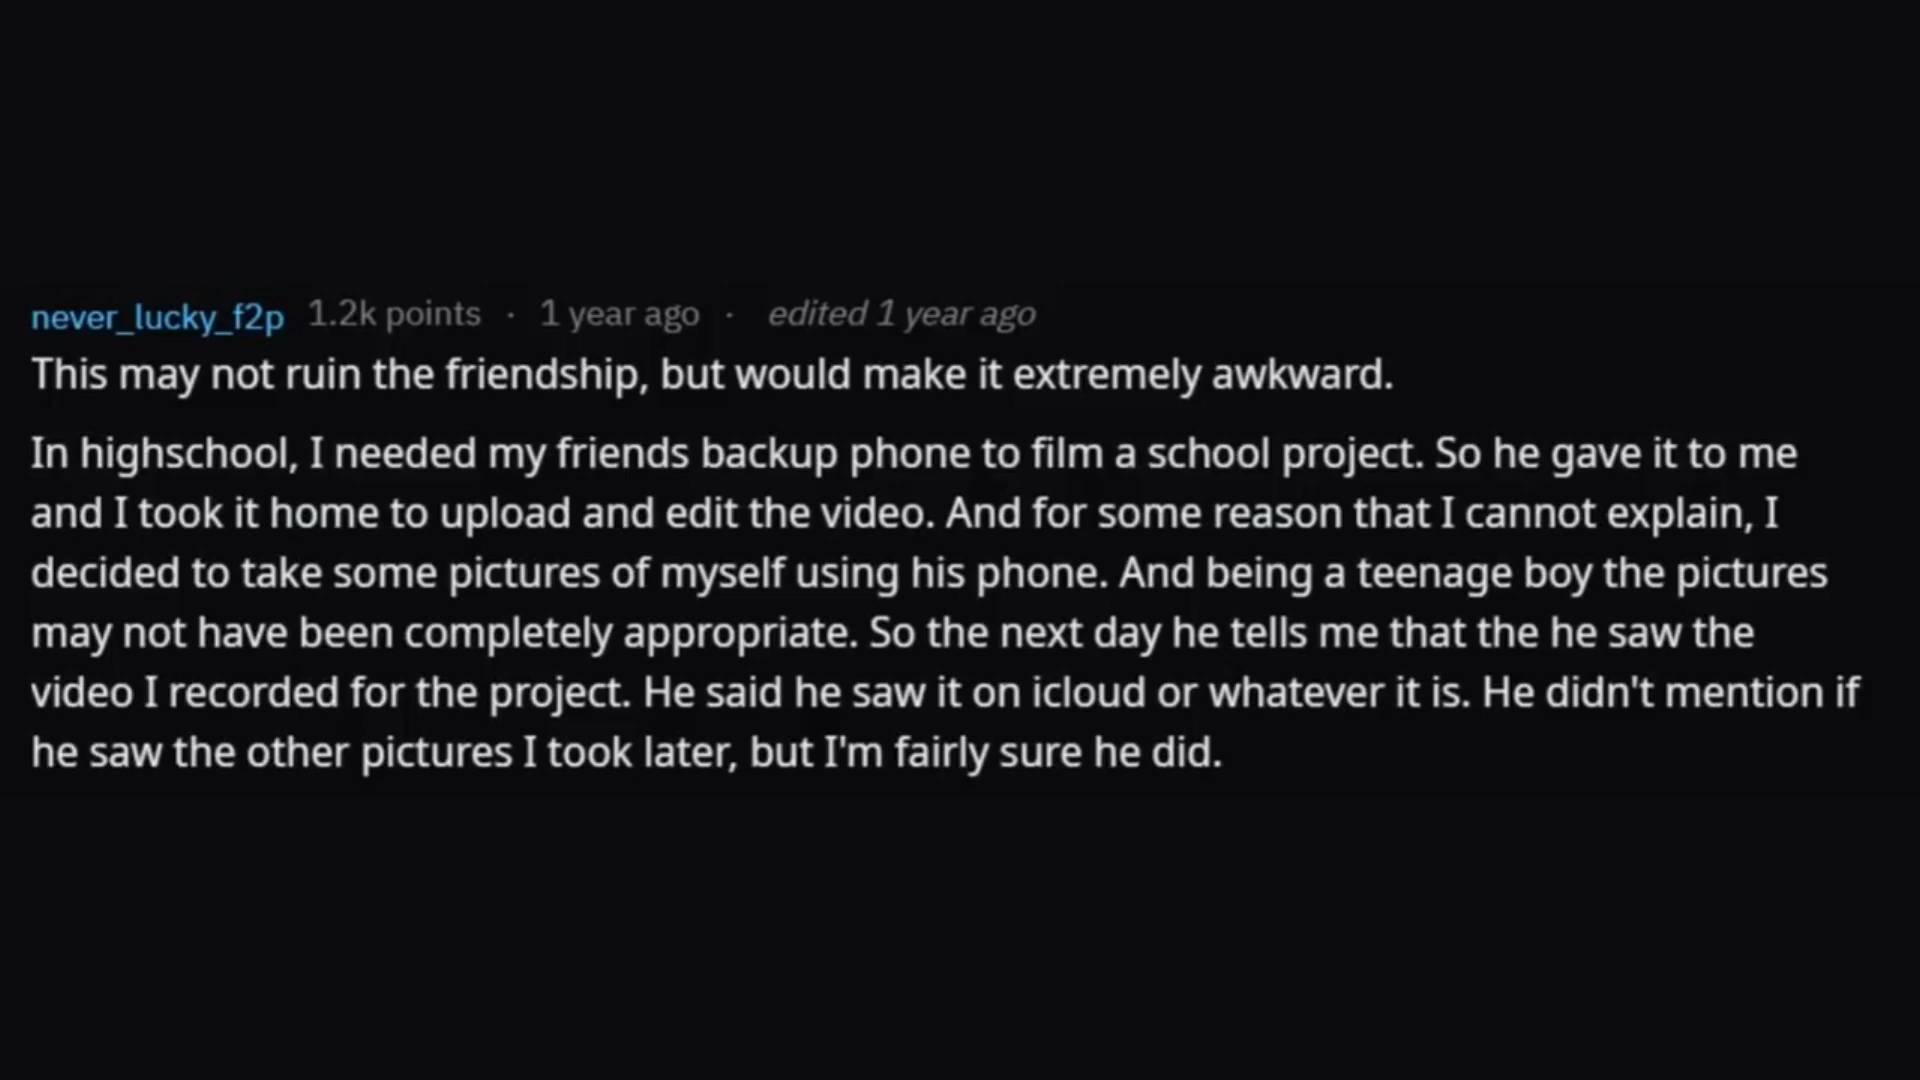 never_lucky_f2p 1.2k points · 1 year ago · edited 1 year ago
This may not ruin the friendship, but would make it extremely awkward.
In highschool, I needed my friends backup phone to film a school project. So he gave it to me
and I took it home to upload and edit the video. And for some reason that I cannot explain, I
decided to take some pictures of myself using his phone. And being a teenage boy the pictures
may not have been completely appropriate. So the next day he tells me that the he saw the
video I recorded for the project. He said he saw it on icloud or whatever it is. He didn't mention if
he saw the other pictures I took later, but I'm fairly sure he did.